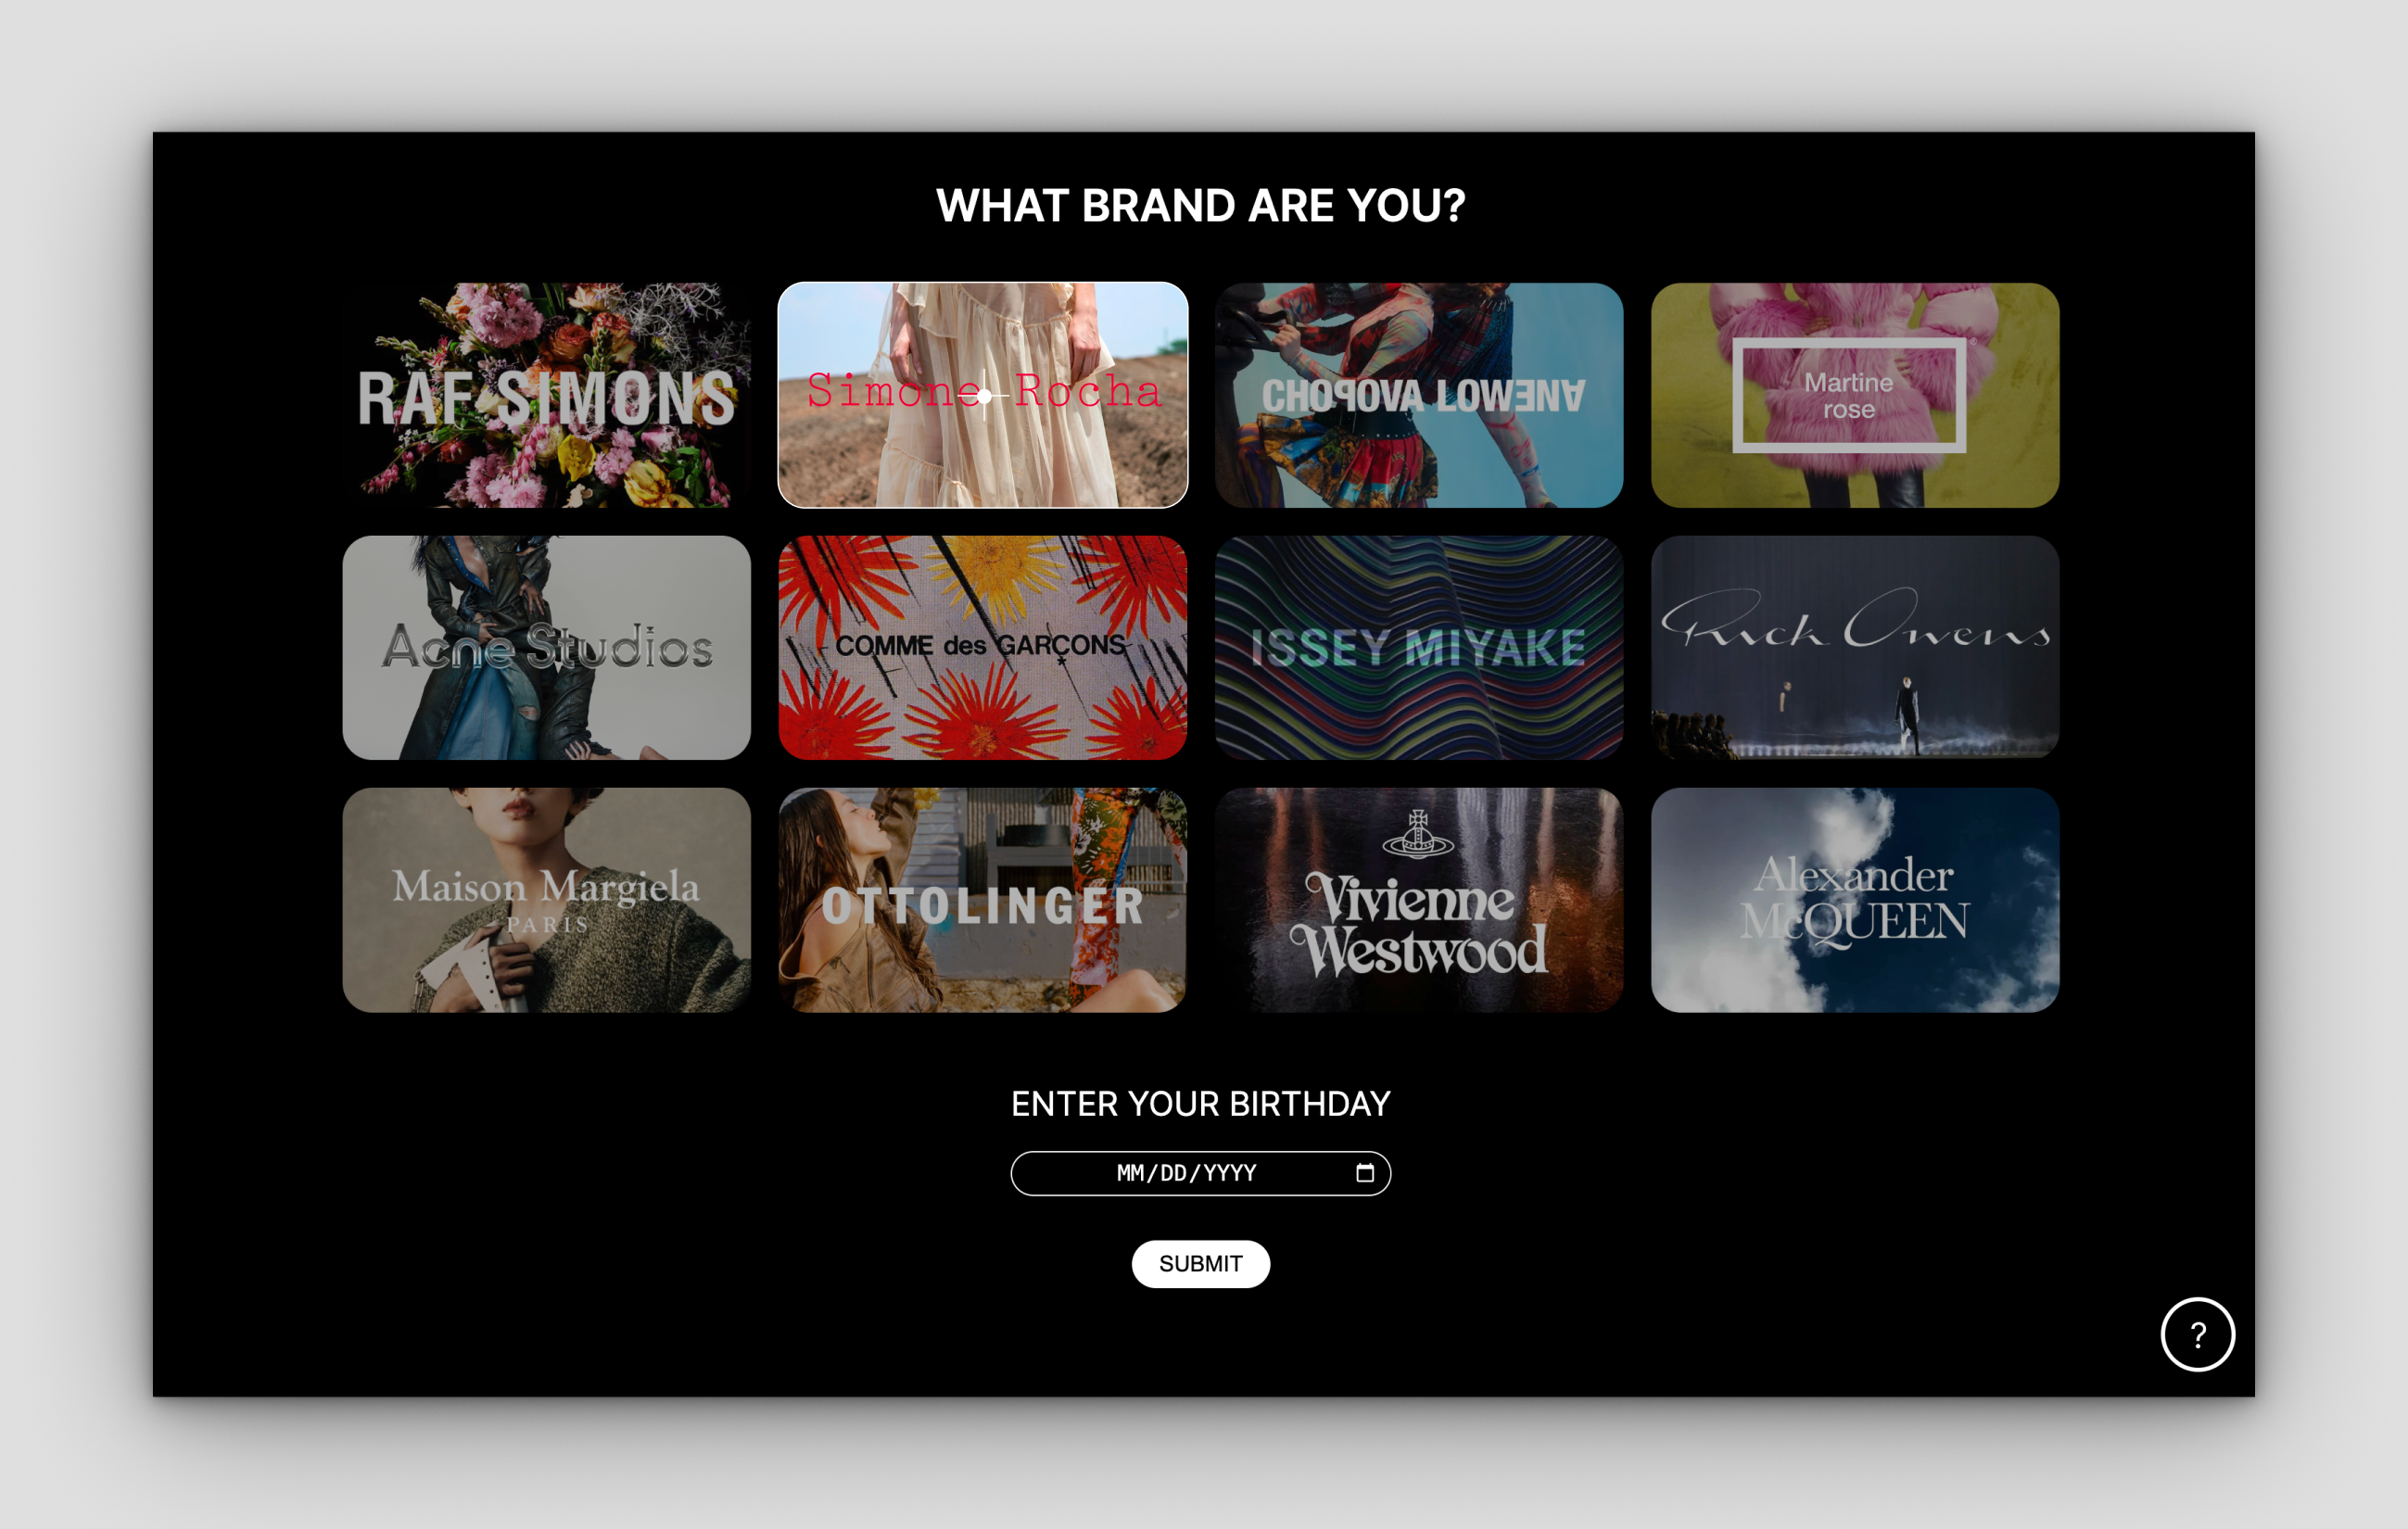 WHAT BRAND ARE YOU?
RAF SIMONS
Simone Rocha
CHOPOVA LOWENA
Martine
rose
®
Acne Studios
COMME des GARÇONS
ISSEY MIYAKE
Rick Owens
Maison Margiela
PARIS
OTTOLINGER
Vivienne
Westwood
Alexander
McQUEEN
ENTER YOUR BIRTHDAY
MM/DD/YYYY
SUBMIT
?